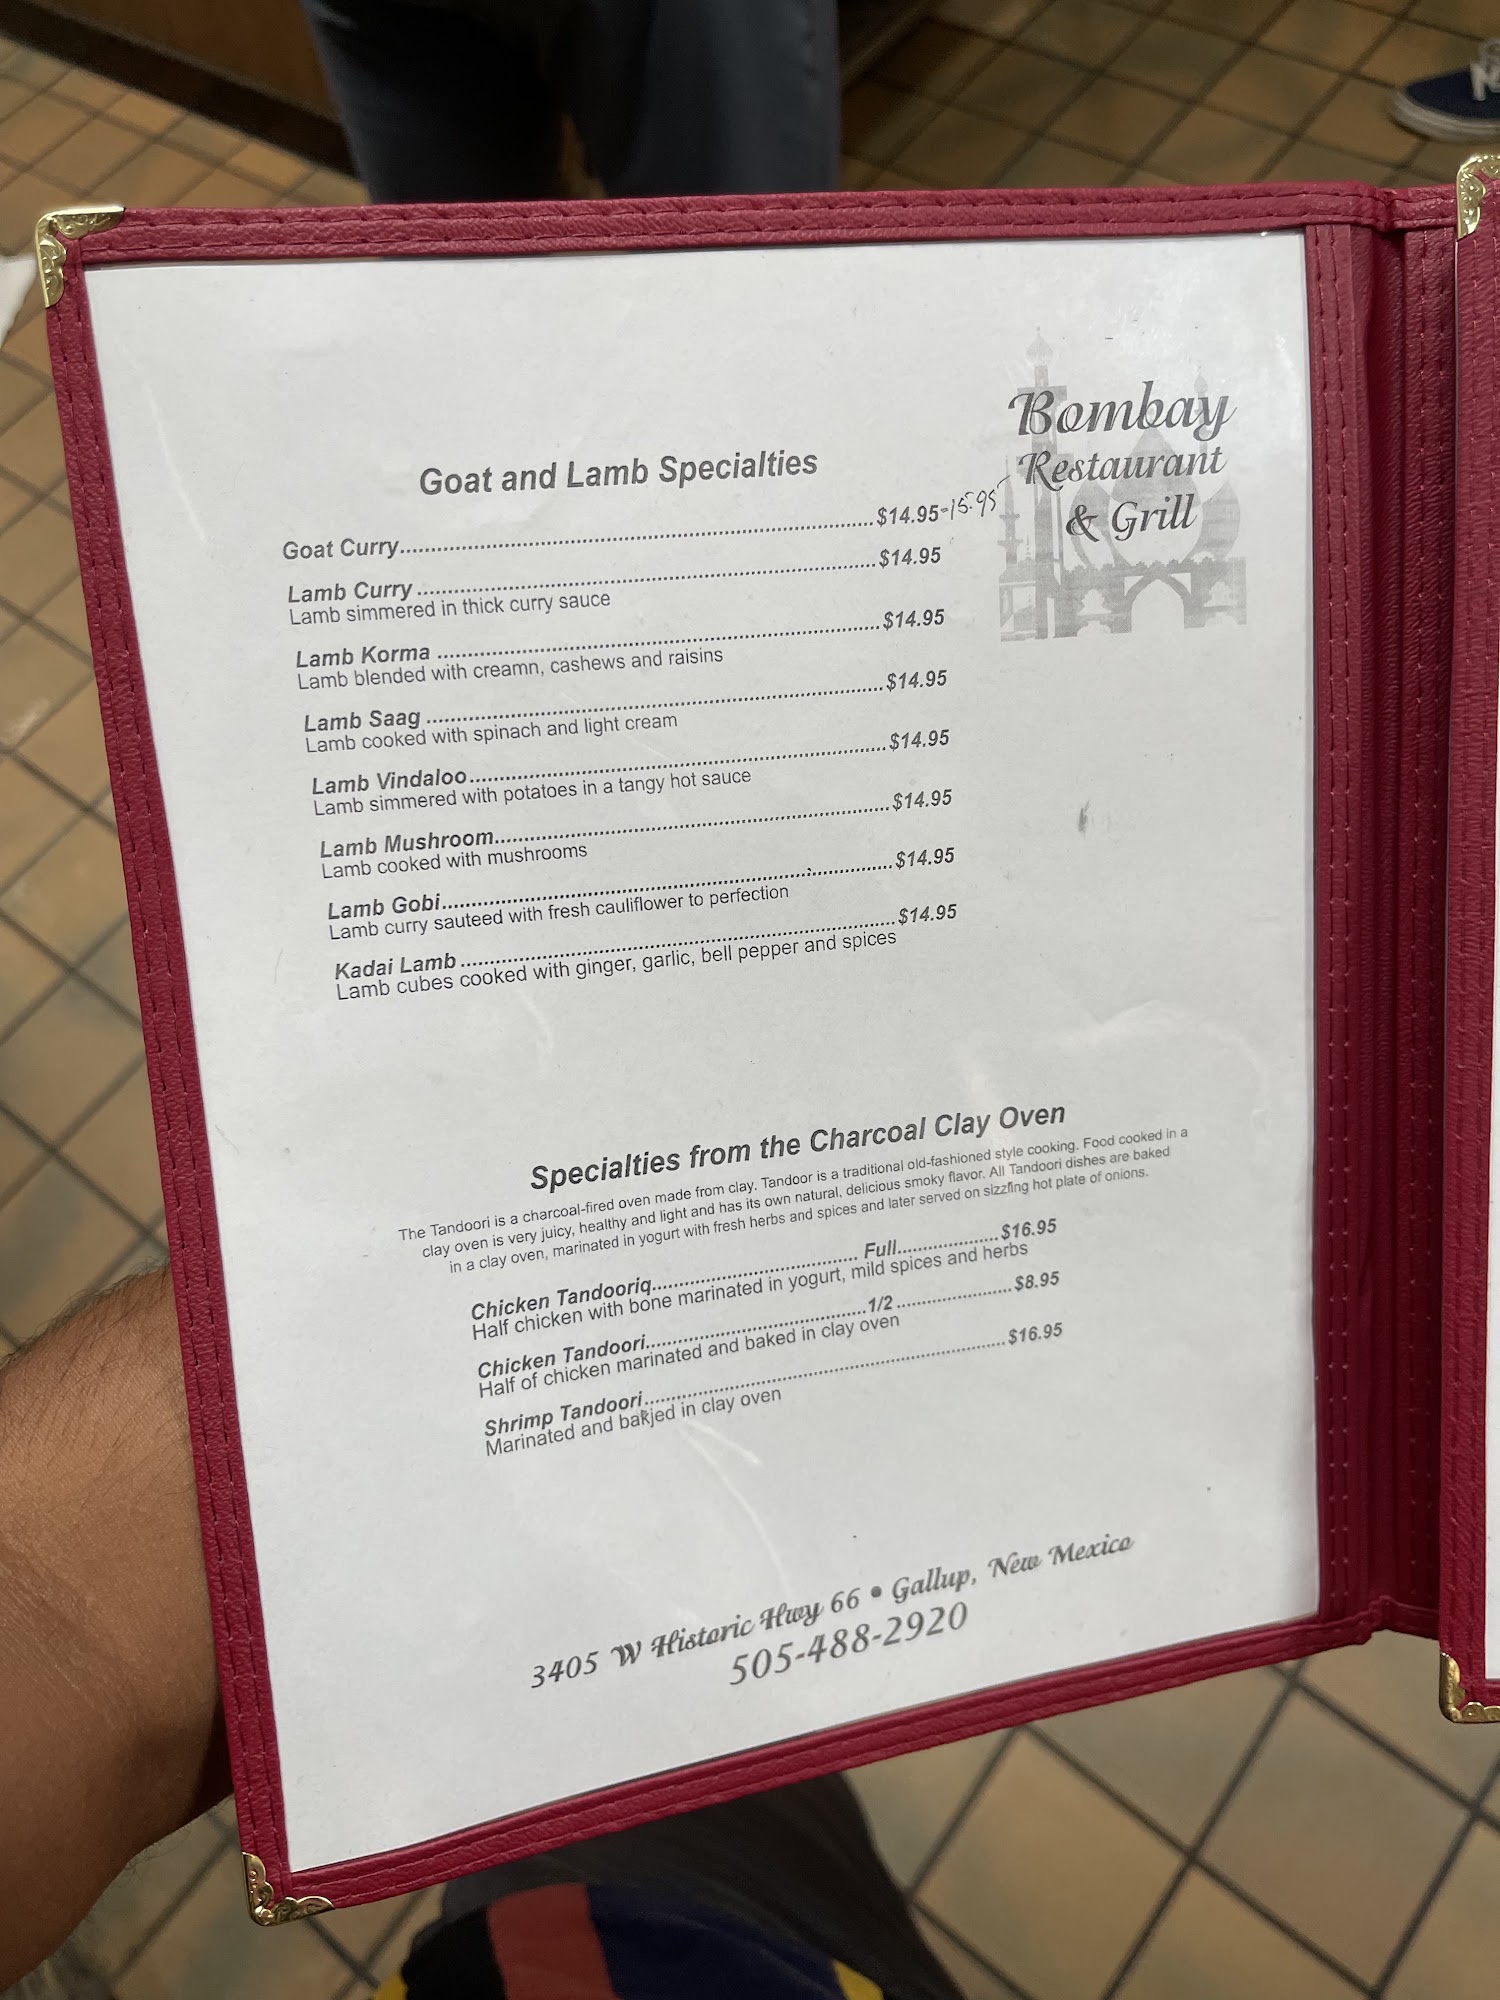 Bombay
Restaurant
& Grill
Goat and Lamb Specialties
Goat Curry..........$14.95-15.95
Lamb Curry..........$14.95
Lamb simmered in thick curry sauce
Lamb Korma..........$14.95
Lamb blended with creamn, cashews and raisins
Lamb Saag..........$14.95
Lamb cooked with spinach and light cream
Lamb Vindaloo..........$14.95
Lamb simmered with potatoes in a tangy hot sauce
Lamb Mushroom..........$14.95
Lamb cooked with mushrooms
Lamb Gobi..........$14.95
Lamb curry sauteed with fresh cauliflower to perfection
Kadai Lamb..........$14.95
Lamb cubes cooked with ginger, garlic, bell pepper and spices
Specialties from the Charcoal Clay Oven
The Tandoori is a charcoal-fired oven made from clay. Tandoor is a traditional old-fashioned style cooking. Food cooked in a
clay oven is very juicy, healthy and light and has its own natural, delicious smoky flavor. All Tandoori dishes are baked
in a clay oven, marinated in yogurt with fresh herbs and spices and later served on sizzfing hot plate of onions.
Chicken Tandooriq.......... Full..........$16.95
Half chicken with bone marinated in yogurt, mild spices and herbs
Chicken Tandoori..........1/2..........$8.95
Half of chicken marinated and baked in clay oven
Shrimp Tandoori..........$16.95
Marinated and bakjed in clay oven
3405 W Historic Hwy 66 • Gallup, New Mexico
505-488-2920
N